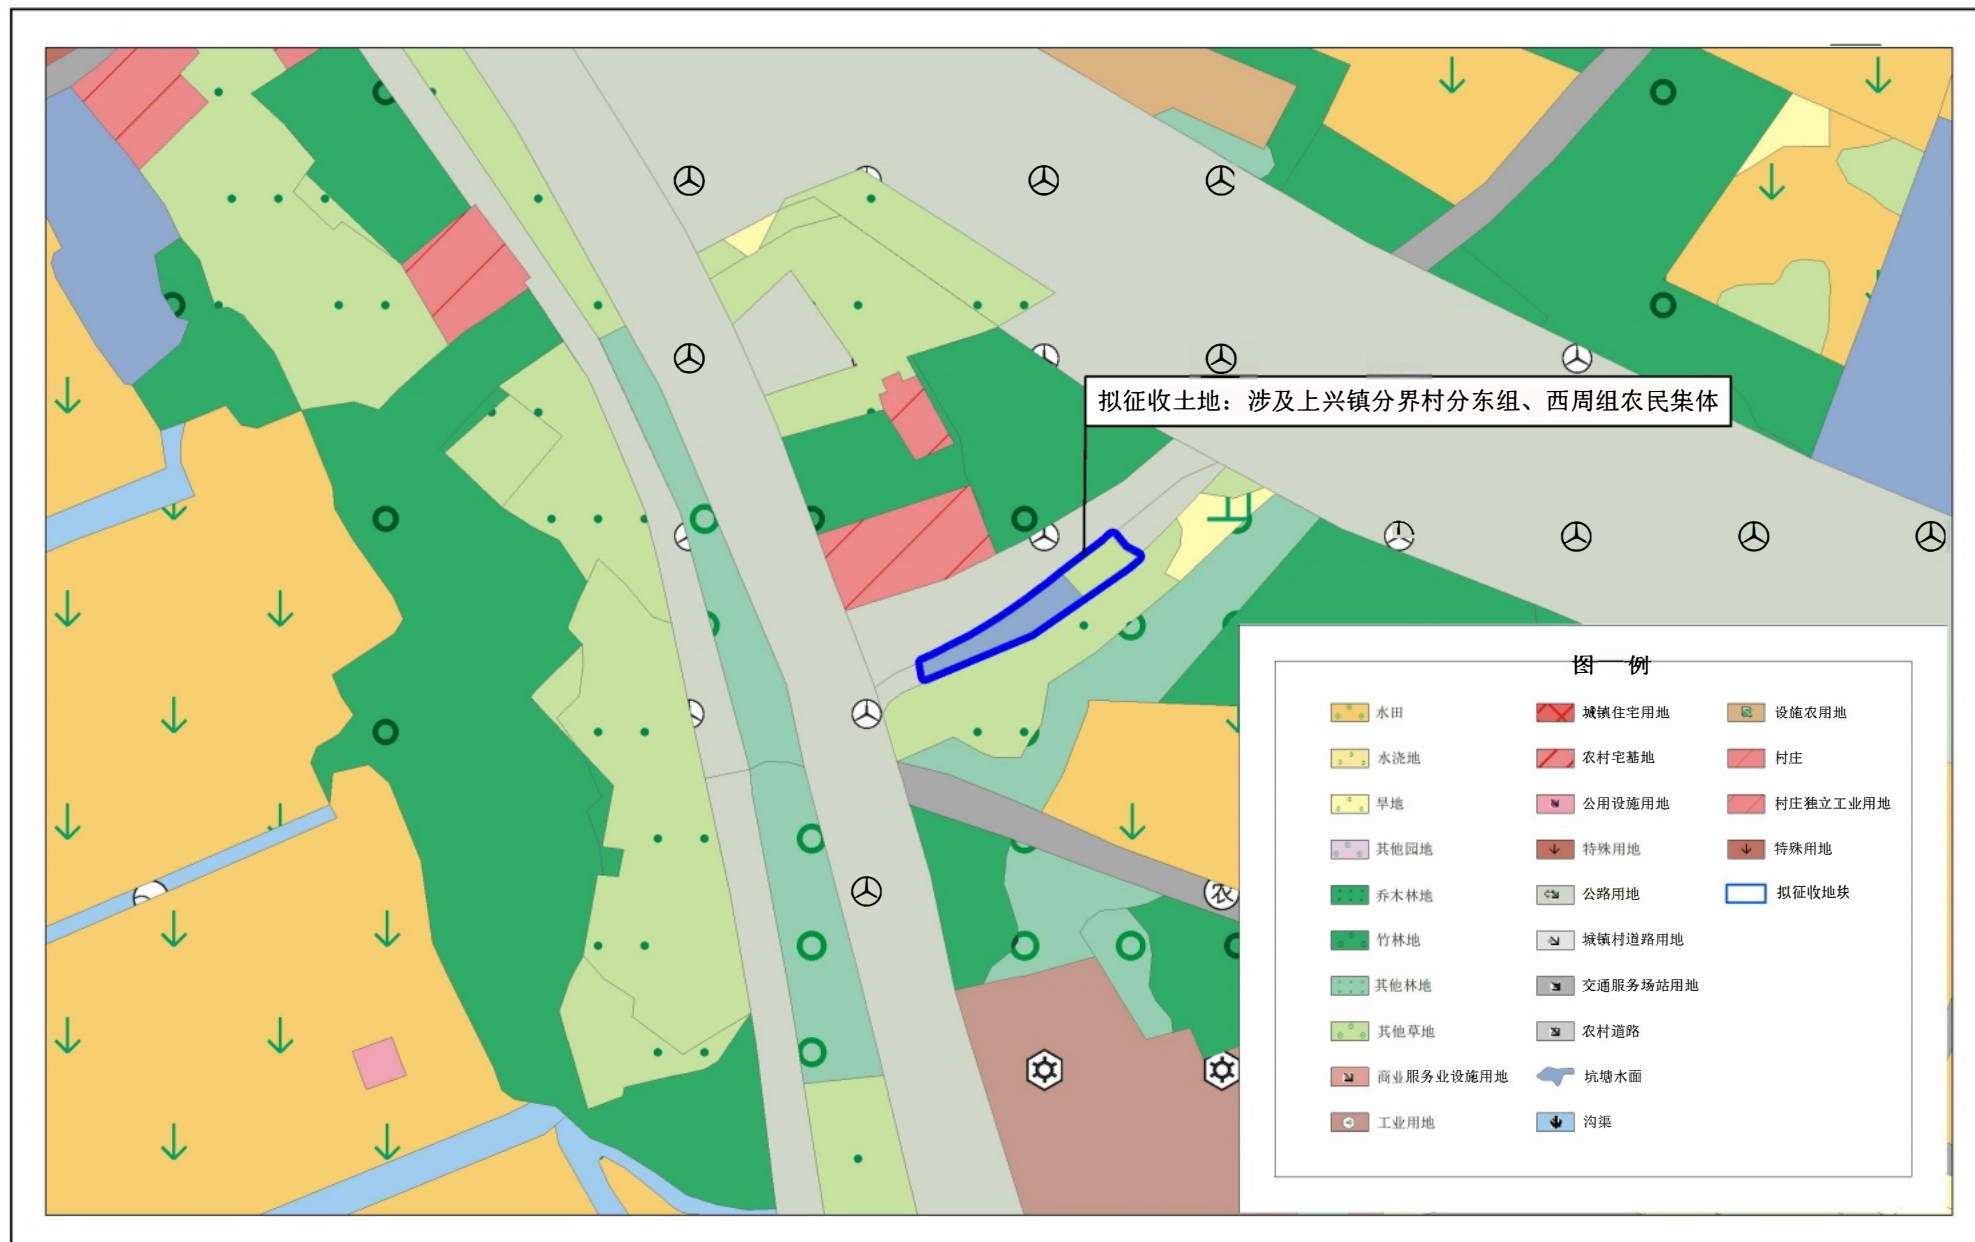 拟征收土地：涉及上兴镇分界村分东组、西周组农民集体
农
图例
水田
水浇地
旱地
其他园地
乔木林地
竹林地
其他林地
其他草地
商业服务业设施用地
工业用地
城镇住宅用地
农村宅基地
公用设施用地
特殊用地
公路用地
城镇村道路用地
交通服务场站用地
农村道路
坑塘水面
沟渠
设施农用地
村庄
村庄独立工业用地
特殊用地
拟征收地块